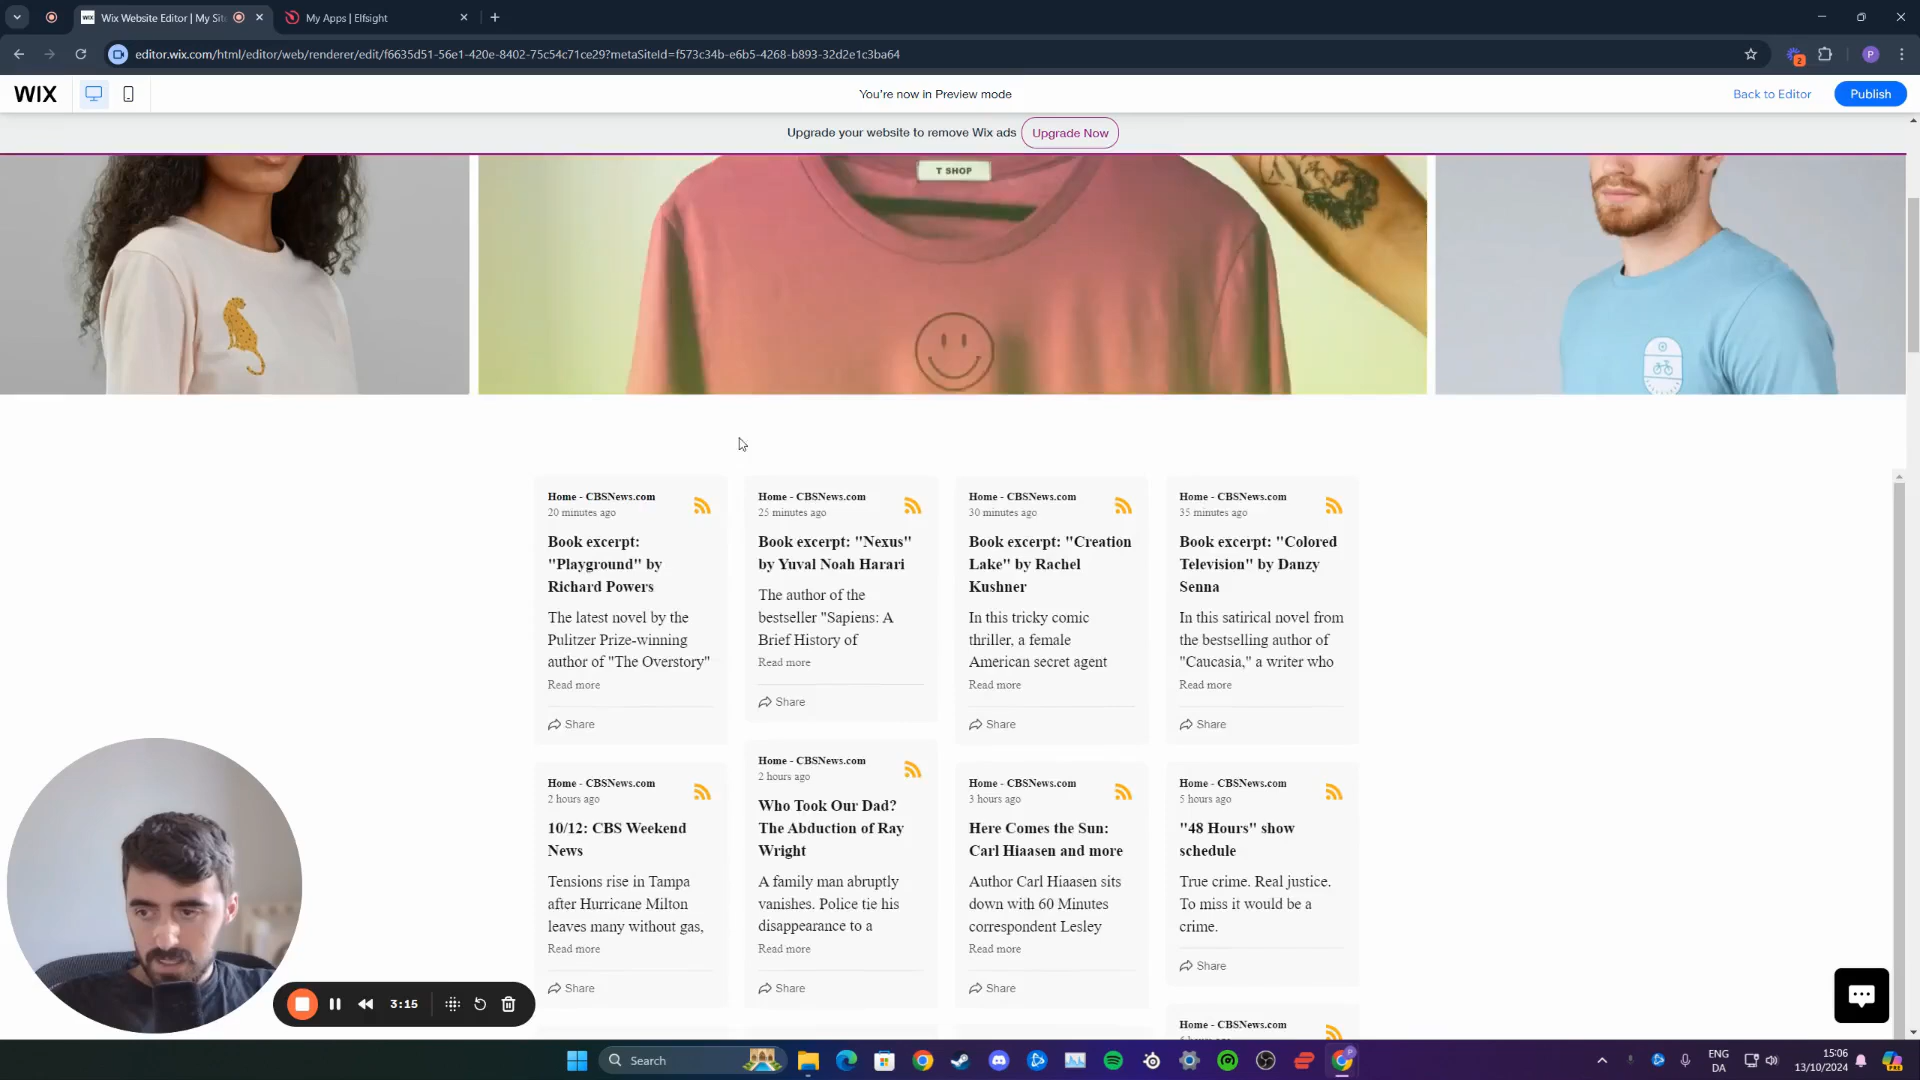 Wix Website Editor | My Sit
My Apps | Elfsight
editor.wix.com/html/editor/web/renderer/edit/f6635d51-56e1-420e-8402-75c54c71ce29?metaSiteId=f573c34b-e6b5-4268-b893-32d2e1c3ba64
2
P
WIX
You're now in Preview mode
Back to Editor
Publish
Upgrade your website to remove Wix ads
Upgrade Now
T SHOP
Home - CBSNews.com
20 minutes ago
Book excerpt:
"Playground" by
Richard Powers
The latest novel by the
Pulitzer Prize-winning
author of "The Overstory"
Read more
Share
Home - CBSNews.com
25 minutes ago
Book excerpt: "Nexus"
by Yuval Noah Harari
The author of the
bestseller "Sapiens: A
Brief History of
Read more
Share
Home - CBSNews.com
30 minutes ago
Book excerpt: "Creation
Lake" by Rachel
Kushner
In this tricky comic
thriller, a female
American secret agent
Read more
Share
Home - CBSNews.com
35 minutes ago
Book excerpt: "Colored
Television" by Danzy
Senna
In this satirical novel from
the bestselling author of
"Caucasia," a writer who
Read more
Share
Home - CBSNews.com
2 hours ago
10/12: CBS Weekend
News
Tensions rise in Tampa
after Hurricane Milton
leaves many without gas,
Read more
Share
Home - CBSNews.com
2 hours ago
Who Took Our Dad?
The Abduction of Ray
Wright
A family man abruptly
vanishes. Police tie his
disappearance to a
Read more
Share
Home - CBSNews.com
3 hours ago
Here Comes the Sun:
Carl Hiaasen and more
Author Carl Hiaasen sits
down with 60 Minutes
correspondent Lesley
Read more
Share
Home - CBSNews.com
5 hours ago
"48 Hours" show
schedule
True crime. Real justice.
To miss it would be a
crime.
Share
Home - CBSNews.com
3:15
Search
ENG
DA
15:06
13/10/2024